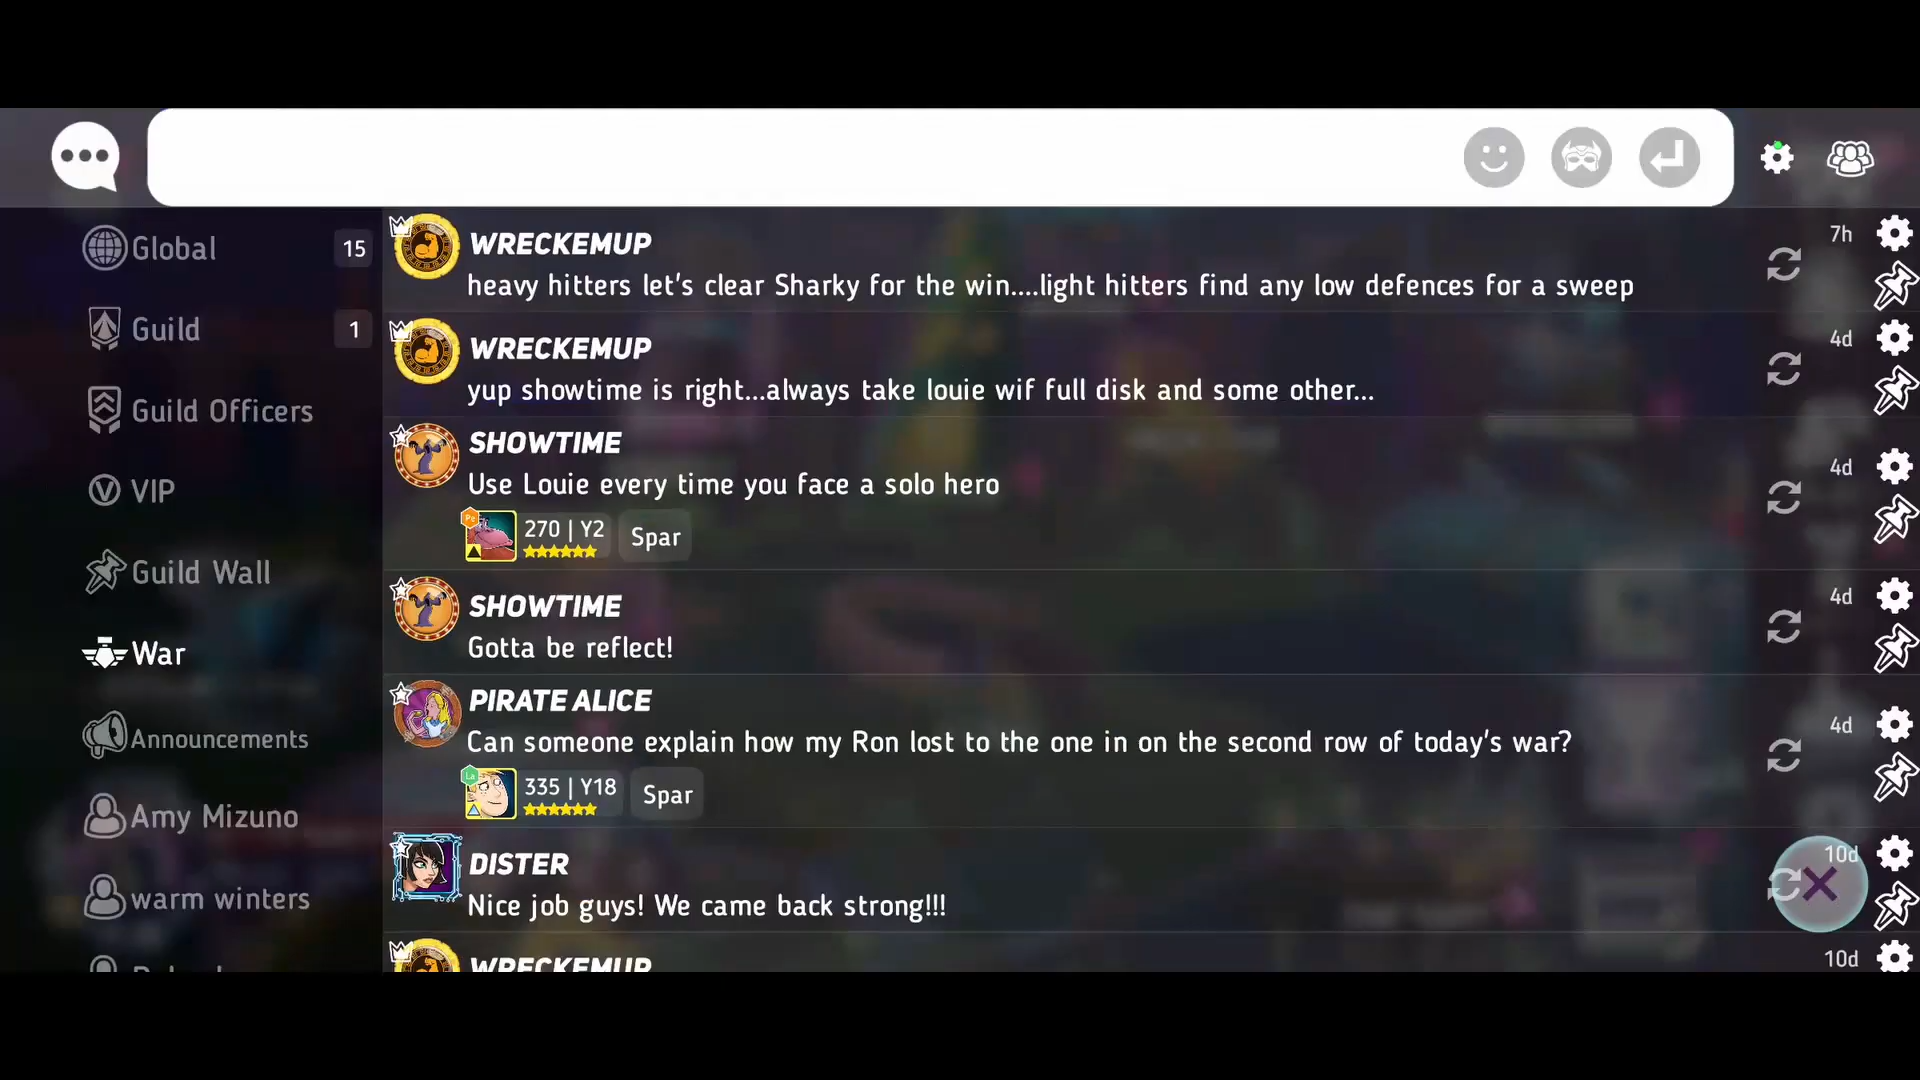 Global 15
Guild 1
Guild Officers
VIP
Guild Wall
War
Announcements
Amy Mizuno
warm winters
WRECKEMUP 7h
heavy hitters let's clear Sharky for the win....light hitters find any low defences for a sweep
WRECKEMUP 4d
yup showtime is right...always take louie wif full disk and some other...
SHOWTIME 4d
Use Louie every time you face a solo hero
Pe 270 | Y2 Spar
SHOWTIME 4d
Gotta be reflect!
PIRATE ALICE 4d
Can someone explain how my Ron lost to the one in on the second row of today's war?
La 335 | Y18 Spar
DISTER 10d
Nice job guys! We came back strong!!!
WRECKEMUP 10d